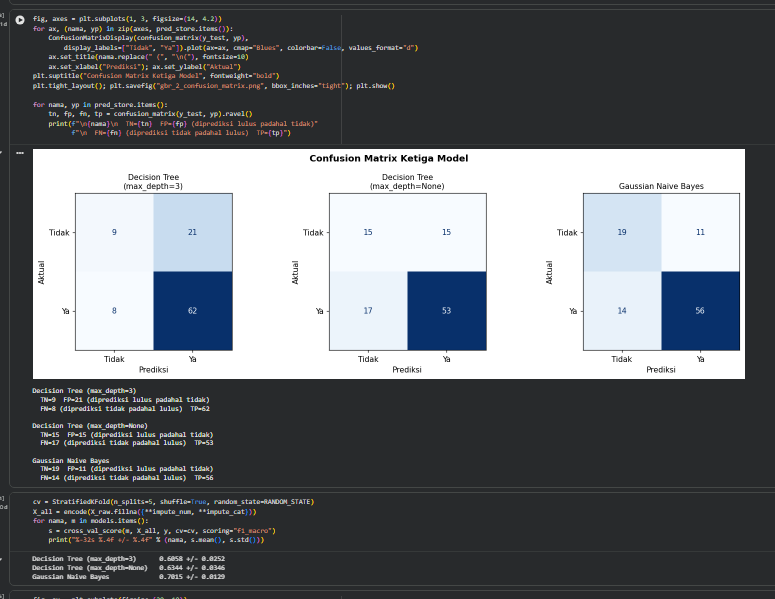 fig, axes = plt.subplots(1, 3, figsize=(14, 4.2))
for ax, (nama, yp) in zip(axes, pred_store.items()):
    ConfusionMatrixDisplay(confusion_matrix(y_test, yp),
        display_labels=["Tidak", "Ya"]).plot(ax=ax, cmap="Blues", colorbar=False, values_format="d")
    ax.set_title(nama.replace(" (", "\n("), fontsize=10)
    ax.set_xlabel("Prediksi"); ax.set_ylabel("Aktual")
plt.suptitle("Confusion Matrix Ketiga Model", fontweight="bold")
plt.tight_layout(); plt.savefig("gbr_2_confusion_matrix.png", bbox_inches="tight"); plt.show()
for nama, yp in pred_store.items():
    tn, fp, fn, tp = confusion_matrix(y_test, yp).ravel()
    print(f"\n{nama}\n  TN={tn}  FP={fp} (diprediksi lulus padahal tidak)"
          f"\n  FN={fn} (diprediksi tidak padahal lulus)  TP={tp}")
Confusion Matrix Ketiga Model
Decision Tree
(max_depth=3)
Tidak
9
21
Aktual
Ya
8
62
Tidak
Ya
Prediksi
Decision Tree
(max_depth=None)
Tidak
15
15
Aktual
Ya
17
53
Tidak
Ya
Prediksi
Gaussian Naive Bayes
Tidak
19
11
Aktual
Ya
14
56
Tidak
Ya
Prediksi
Decision Tree (max_depth=3)
  TN=9  FP=21 (diprediksi lulus padahal tidak)
  FN=8 (diprediksi tidak padahal lulus)  TP=62
Decision Tree (max_depth=None)
  TN=15  FP=15 (diprediksi lulus padahal tidak)
  FN=17 (diprediksi tidak padahal lulus)  TP=53
Gaussian Naive Bayes
  TN=19  FP=11 (diprediksi lulus padahal tidak)
  FN=14 (diprediksi tidak padahal lulus)  TP=56
cv = StratifiedKFold(n_splits=5, shuffle=True, random_state=RANDOM_STATE)
X_all = encode(X_raw.fillna({**impute_num, **impute_cat}))
for nama, m in models.items():
    s = cross_val_score(m, X_all, y, cv=cv, scoring="f1_macro")
    print("%-32s %.4f +/- %.4f" % (nama, s.mean(), s.std()))
Decision Tree (max_depth=3)      0.6058 +/- 0.0252
Decision Tree (max_depth=None)   0.6344 +/- 0.0346
Gaussian Naive Bayes             0.7015 +/- 0.0129